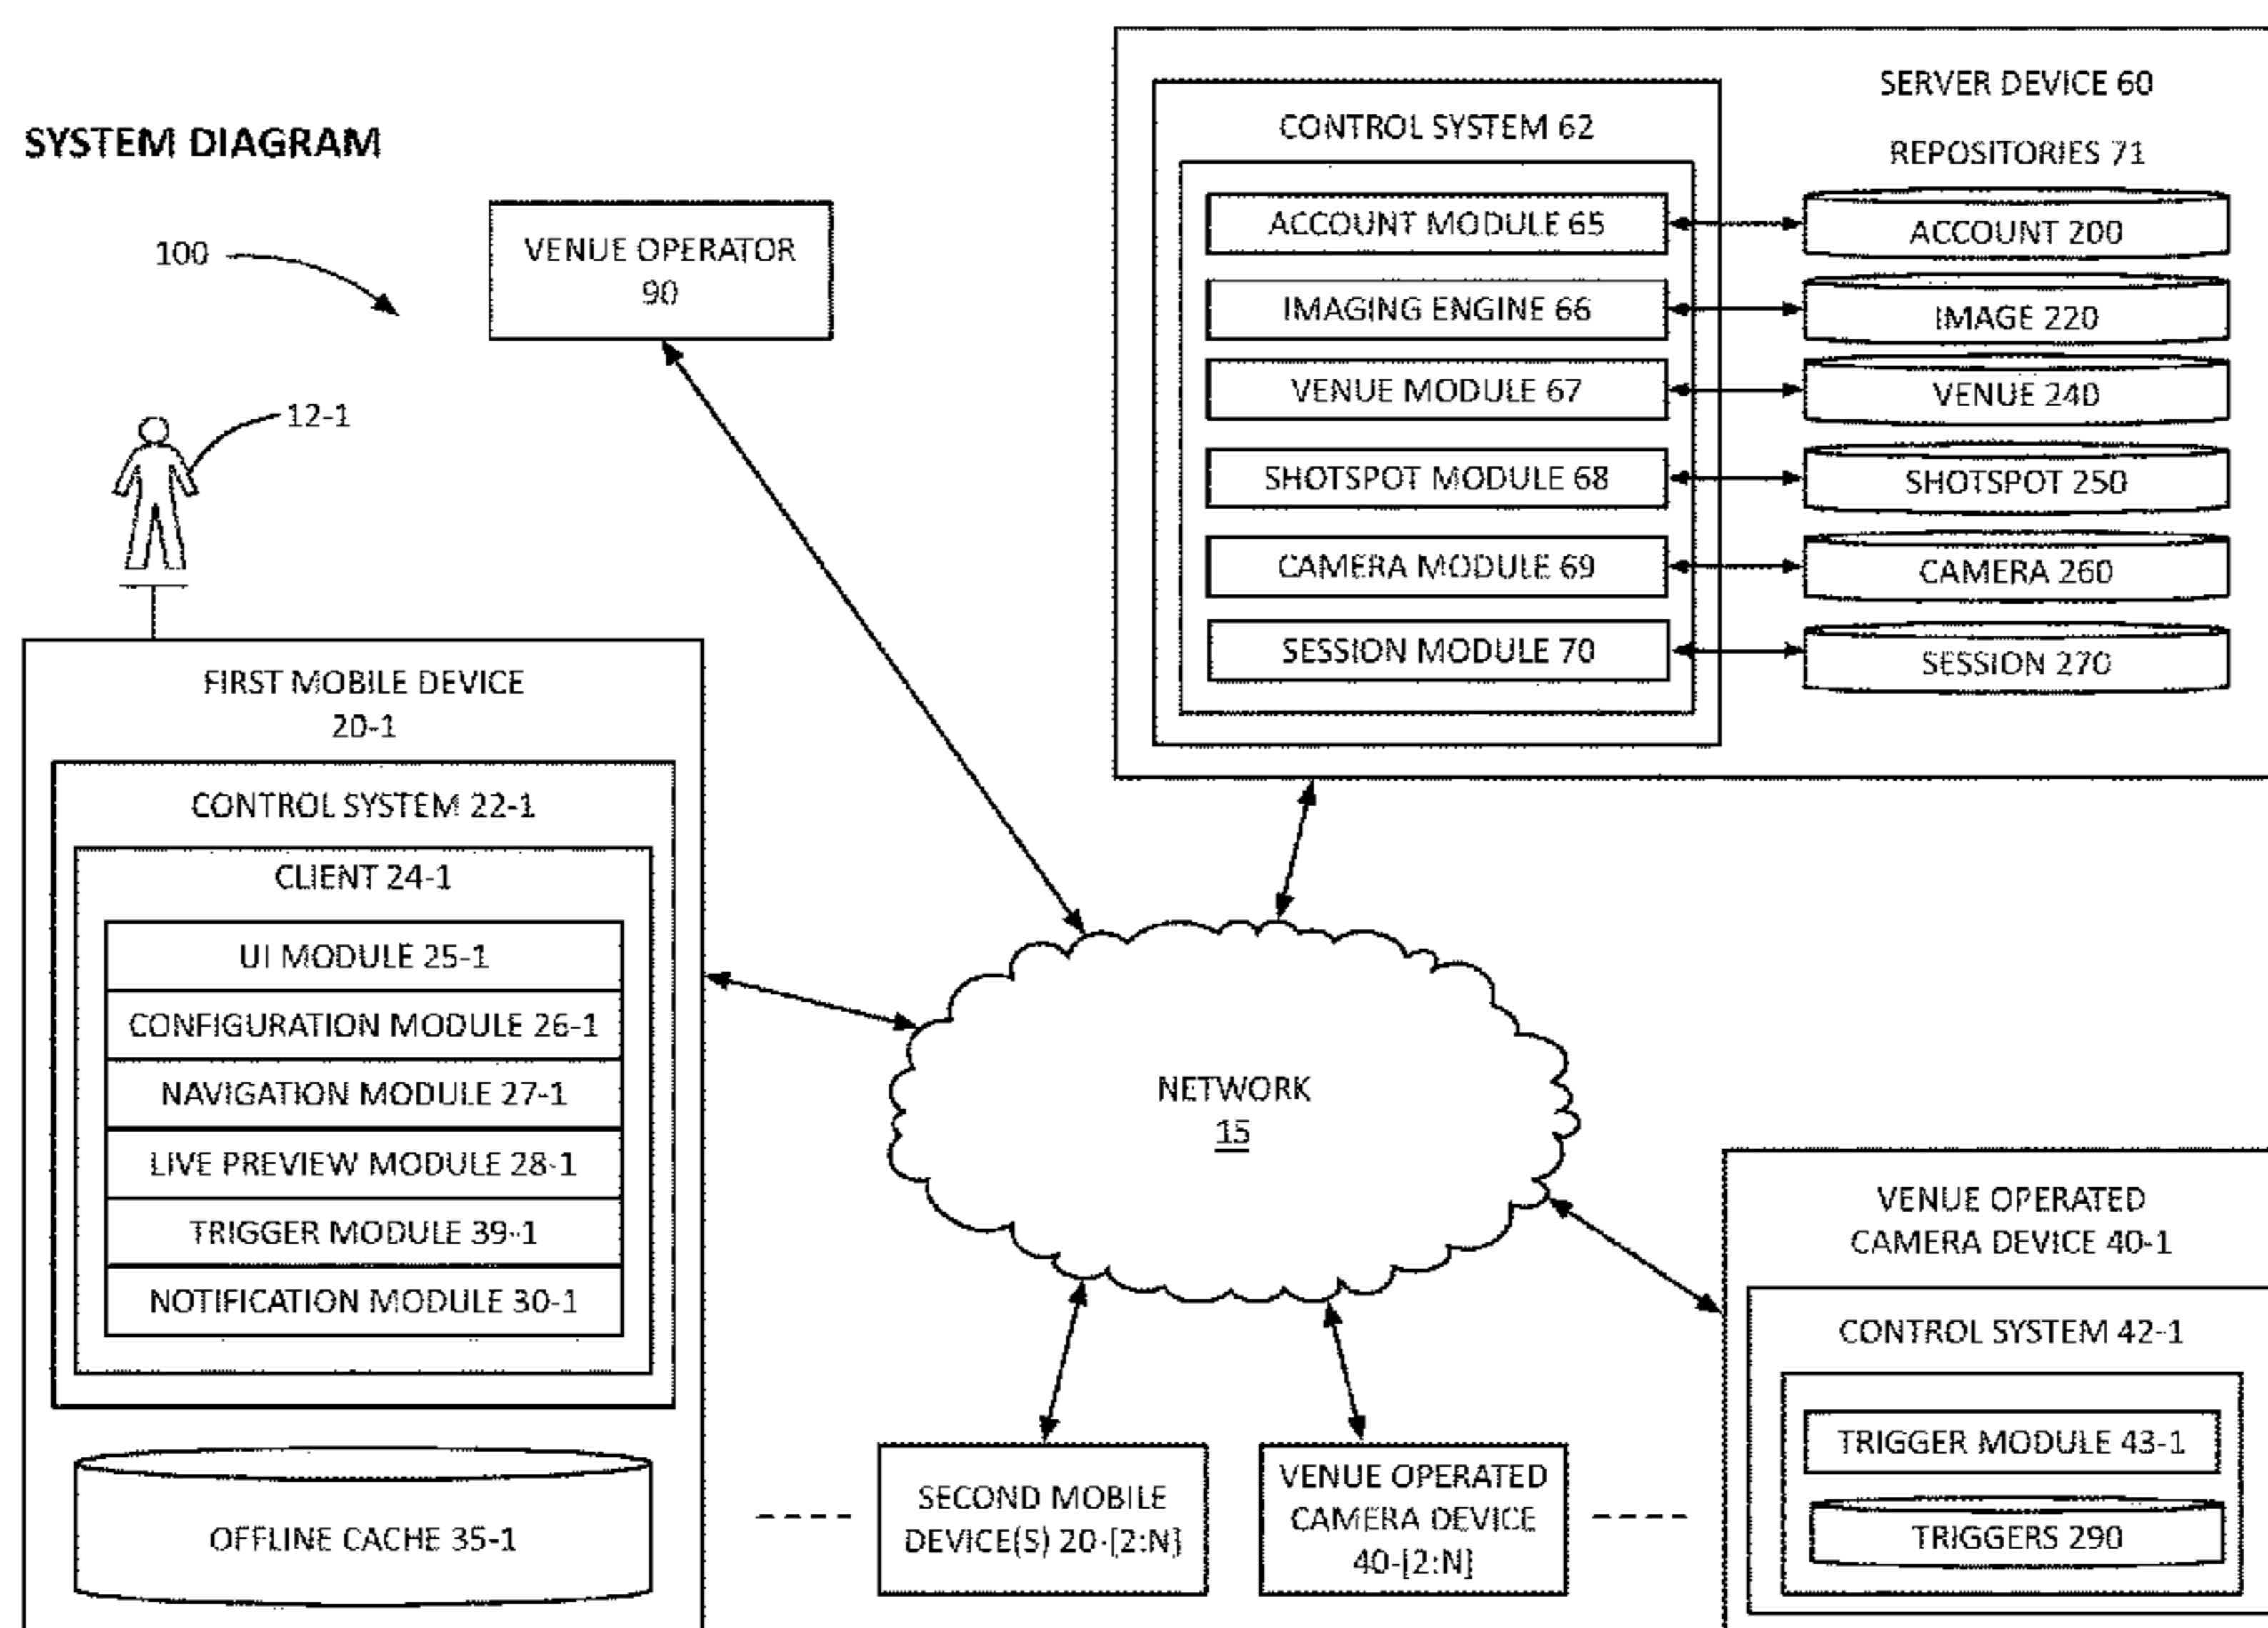 SYSTEM DIAGRAM
100
VENUE OPERATOR
90
12-1
SERVER DEVICE 60
CONTROL SYSTEM 62
REPOSITORIES 71
ACCOUNT MODULE 65
ACCOUNT 200
IMAGING ENGINE 66
IMAGE 220
VENUE MODULE 67
VENUE 240
SHOTSPOT MODULE 68
SHOTSPOT 250
CAMERA MODULE 69
CAMERA 260
SESSION MODULE 70
SESSION 270
FIRST MOBILE DEVICE
20-1
CONTROL SYSTEM 22-1
CLIENT 24-1
UI MODULE 25-1
CONFIGURATION MODULE 26-1
NAVIGATION MODULE 27-1
LIVE PREVIEW MODULE 28-1
TRIGGER MODULE 39-1
NOTIFICATION MODULE 30-1
OFFLINE CACHE 35-1
NETWORK
15
SECOND MOBILE
DEVICE(S) 20-[2:N]
VENUE OPERATED
CAMERA DEVICE
40-[2:N]
VENUE OPERATED
CAMERA DEVICE 40-1
CONTROL SYSTEM 42-1
TRIGGER MODULE 43-1
TRIGGERS 290